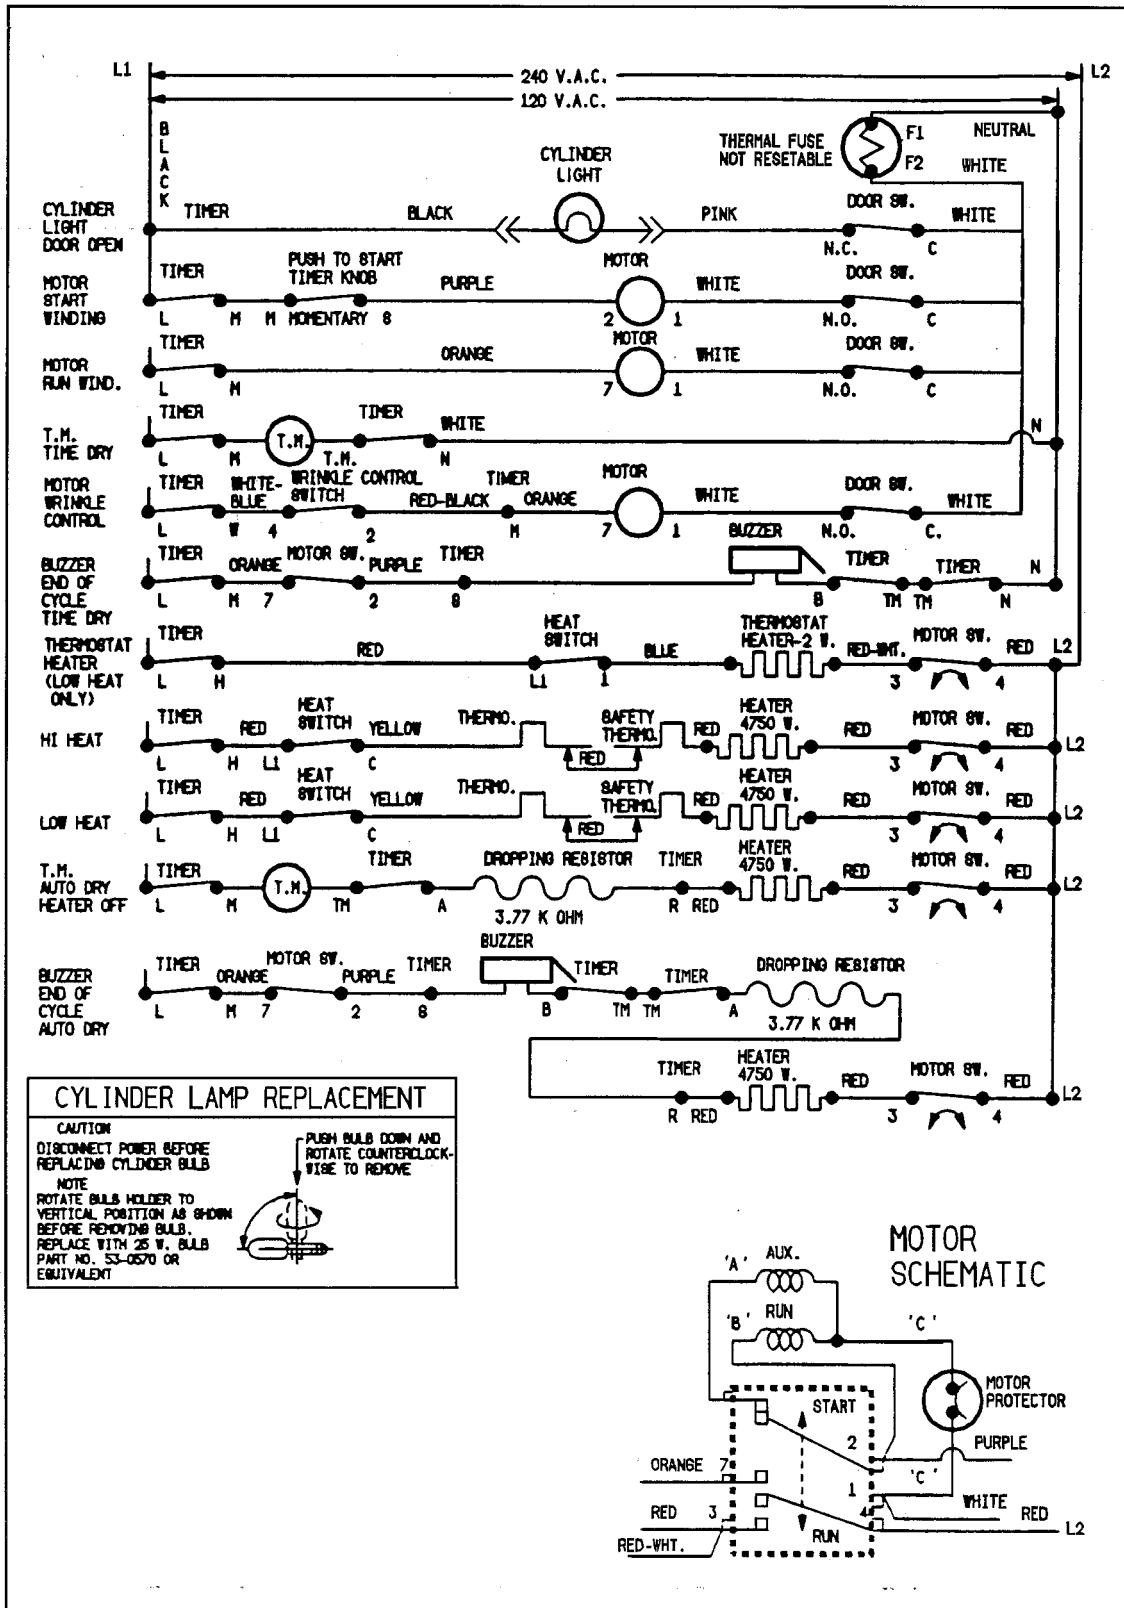 L1
240 V.A.C.
L2
120 V.A.C.
BLACK
THERMAL FUSE
NOT RESETABLE
F1
F2
NEUTRAL
WHITE
CYLINDER
LIGHT
CYLINDER
LIGHT
DOOR OPEN
TIMER
BLACK
PINK
DOOR SW.
WHITE
N.C.
C
MOTOR
START
WINDING
TIMER
PUSH TO START
TIMER KNOB
PURPLE
MOTOR
WHITE
DOOR SW.
L
M
M
MOMENTARY
8
2
1
N.O.
C
MOTOR
RUN WIND.
TIMER
ORANGE
MOTOR
WHITE
DOOR SW.
L
M
7
1
N.O.
C
T.M.
TIME DRY
TIMER
T.M.
TIMER
WHITE
N
L
M
T.M.
N
MOTOR
WRINKLE
CONTROL
TIMER
WHITE-
BLUE
WRINKLE CONTROL
SWITCH
RED-BLACK
TIMER
ORANGE
MOTOR
WHITE
DOOR SW.
WHITE
L
W
4
2
M
7
1
N.O.
C.
BUZZER
END OF
CYCLE
TIME DRY
TIMER
ORANGE
MOTOR SW.
PURPLE
TIMER
BUZZER
TIMER
TIMER
N
L
M
7
2
8
B
TM
TM
N
THERMOSTAT
HEATER
(LOW HEAT
ONLY)
TIMER
RED
HEAT
SWITCH
BLUE
THERMOSTAT
HEATER-2 W.
RED-WHT.
MOTOR SW.
RED
L2
L
H
L1
1
3
4
HI HEAT
TIMER
RED
HEAT
SWITCH
YELLOW
THERMO.
RED
SAFETY
THERMO.
RED
HEATER
4750 W.
RED
MOTOR SW.
RED
L2
L
H
L1
C
3
4
LOW HEAT
TIMER
RED
HEAT
SWITCH
YELLOW
THERMO.
RED
SAFETY
THERMO.
RED
HEATER
4750 W.
RED
MOTOR SW.
RED
L2
L
H
L1
C
3
4
T.M.
AUTO DRY
HEATER OFF
TIMER
T.M.
TIMER
DROPPING RESISTOR
3.77 K OHM
TIMER
HEATER
4750 W.
RED
MOTOR SW.
RED
L2
L
M
TM
A
R
RED
3
4
BUZZER
END OF
CYCLE
AUTO DRY
TIMER
ORANGE
MOTOR SW.
PURPLE
TIMER
BUZZER
TIMER
TIMER
DROPPING RESISTOR
3.77 K OHM
L
M
7
2
8
B
TM
TM
A
TIMER
HEATER
4750 W.
RED
MOTOR SW.
RED
L2
R
RED
3
4
CYLINDER LAMP REPLACEMENT
CAUTION
DISCONNECT POWER BEFORE
REPLACING CYLINDER BULB
NOTE
ROTATE BULB HOLDER TO
VERTICAL POSITION AS SHOWN
BEFORE REMOVING BULB.
REPLACE WITH 25 W. BULB
PART NO. 53-0570 OR
EQUIVALENT
PUSH BULB DOWN AND
ROTATE COUNTERCLOCK-
WISE TO REMOVE
MOTOR
SCHEMATIC
'A'
AUX.
'B'
RUN
'C'
MOTOR
PROTECTOR
START
2
PURPLE
ORANGE
7
'C'
1
WHITE
RED
3
4
RED
L2
RUN
RED-WHT.